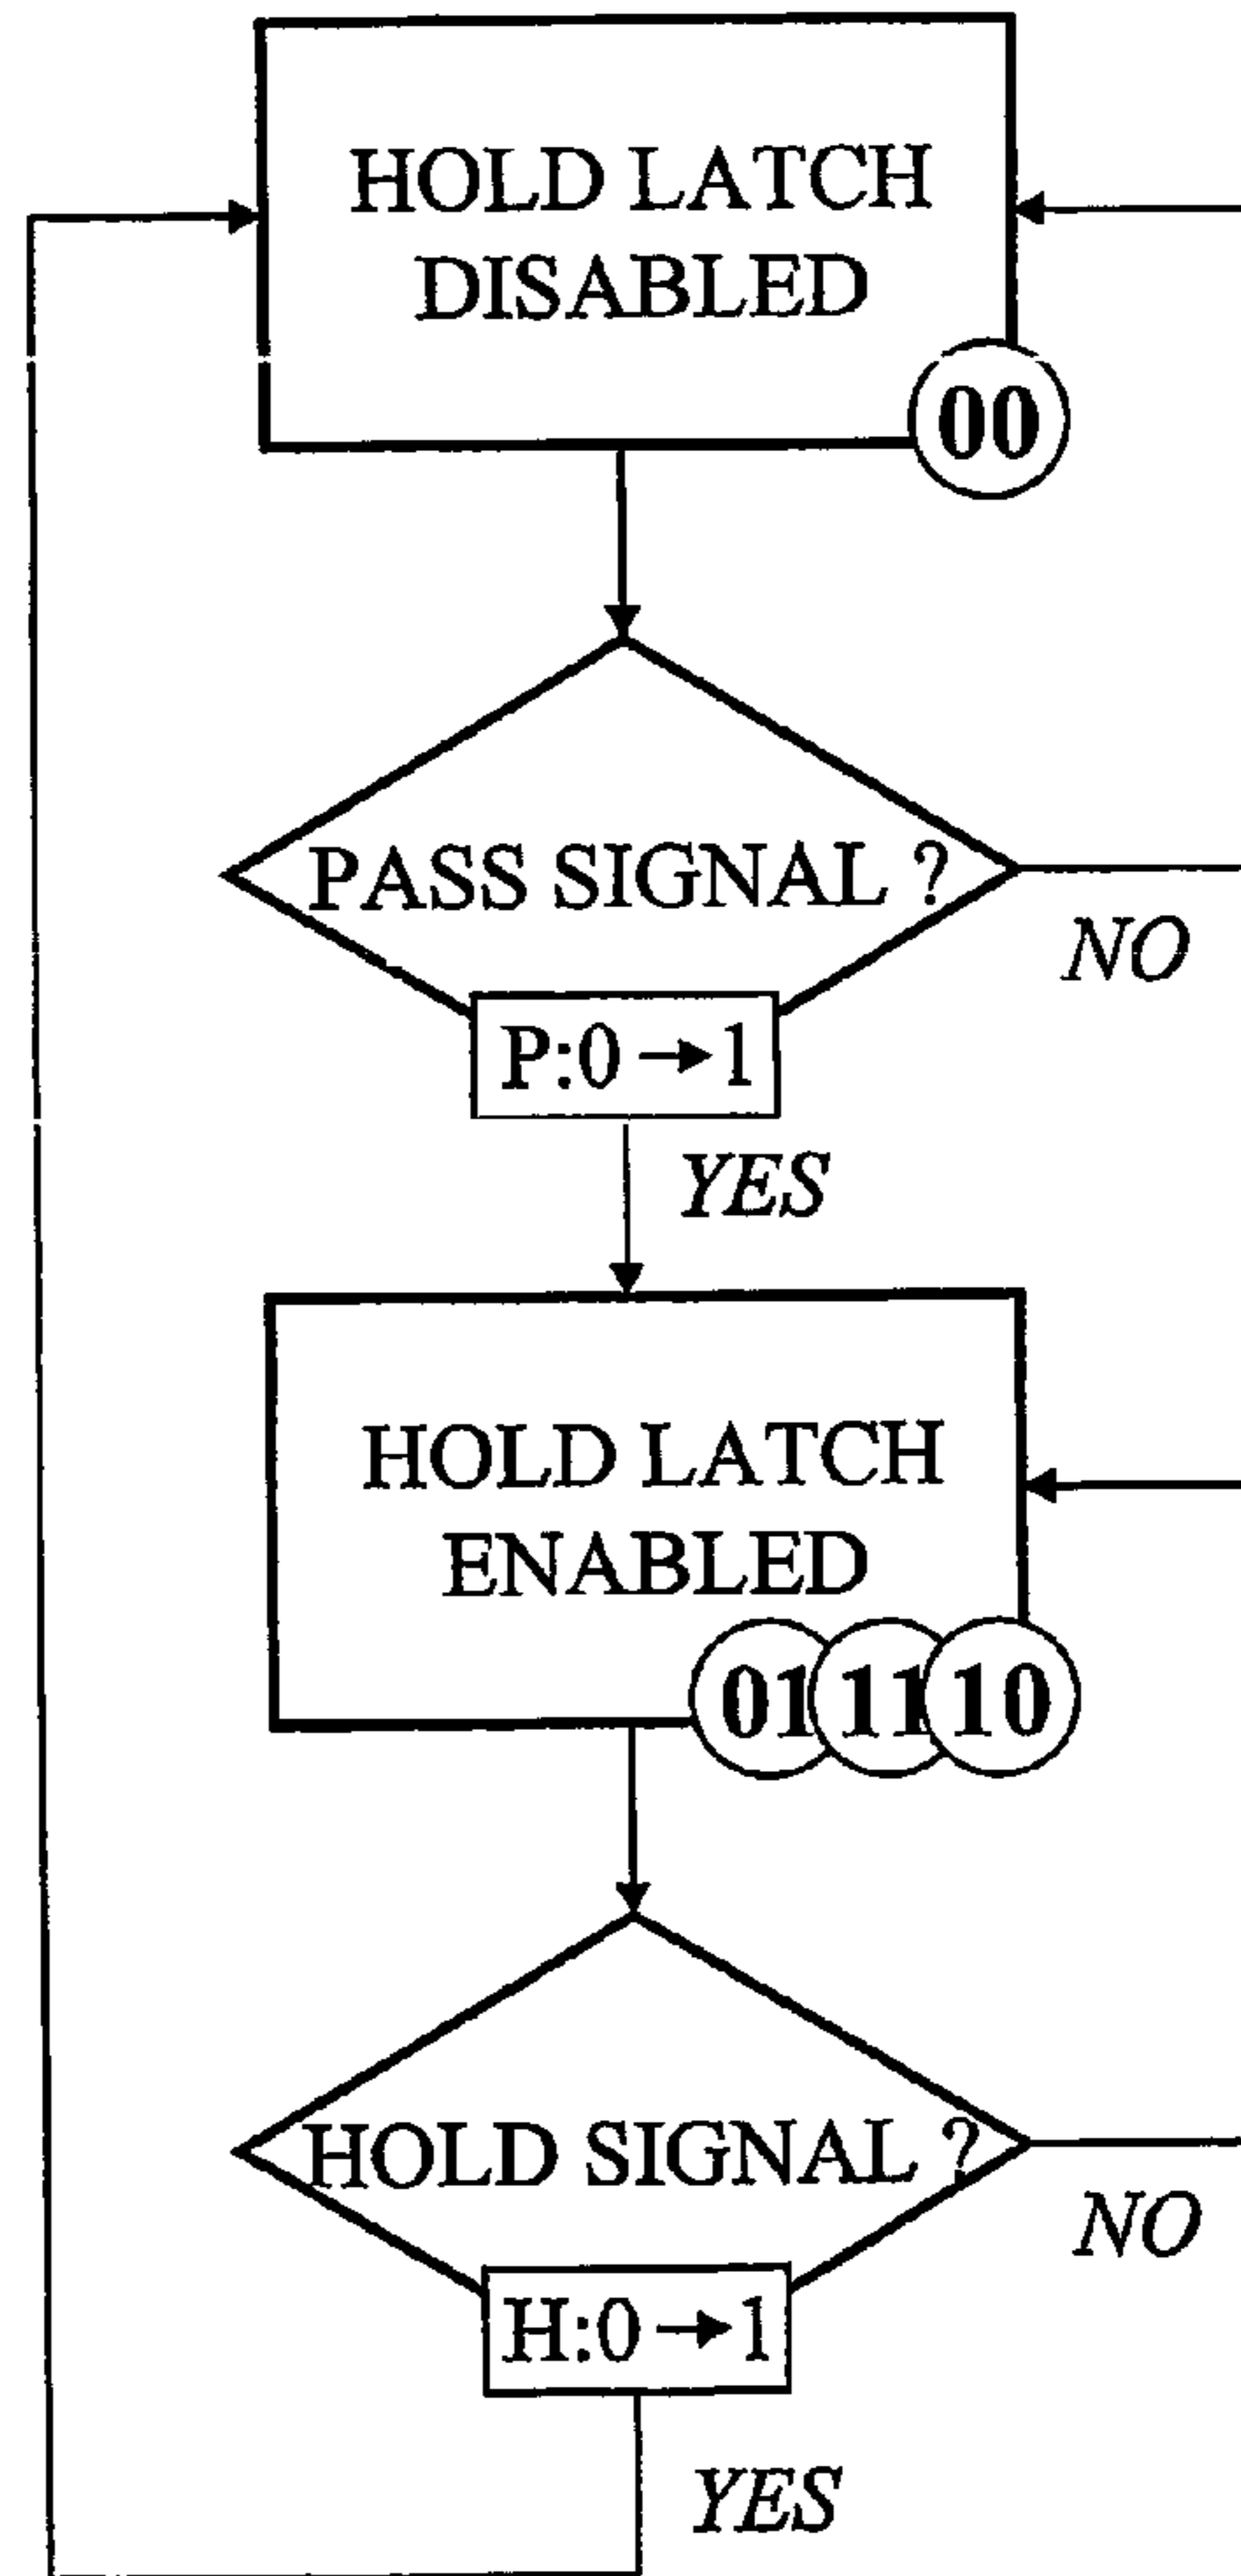 HOLD LATCH
DISABLED
00
PASS SIGNAL ?
NO
P:0→1
YES
HOLD LATCH
ENABLED
01 11 10
HOLD SIGNAL ?
NO
H:0→1
YES